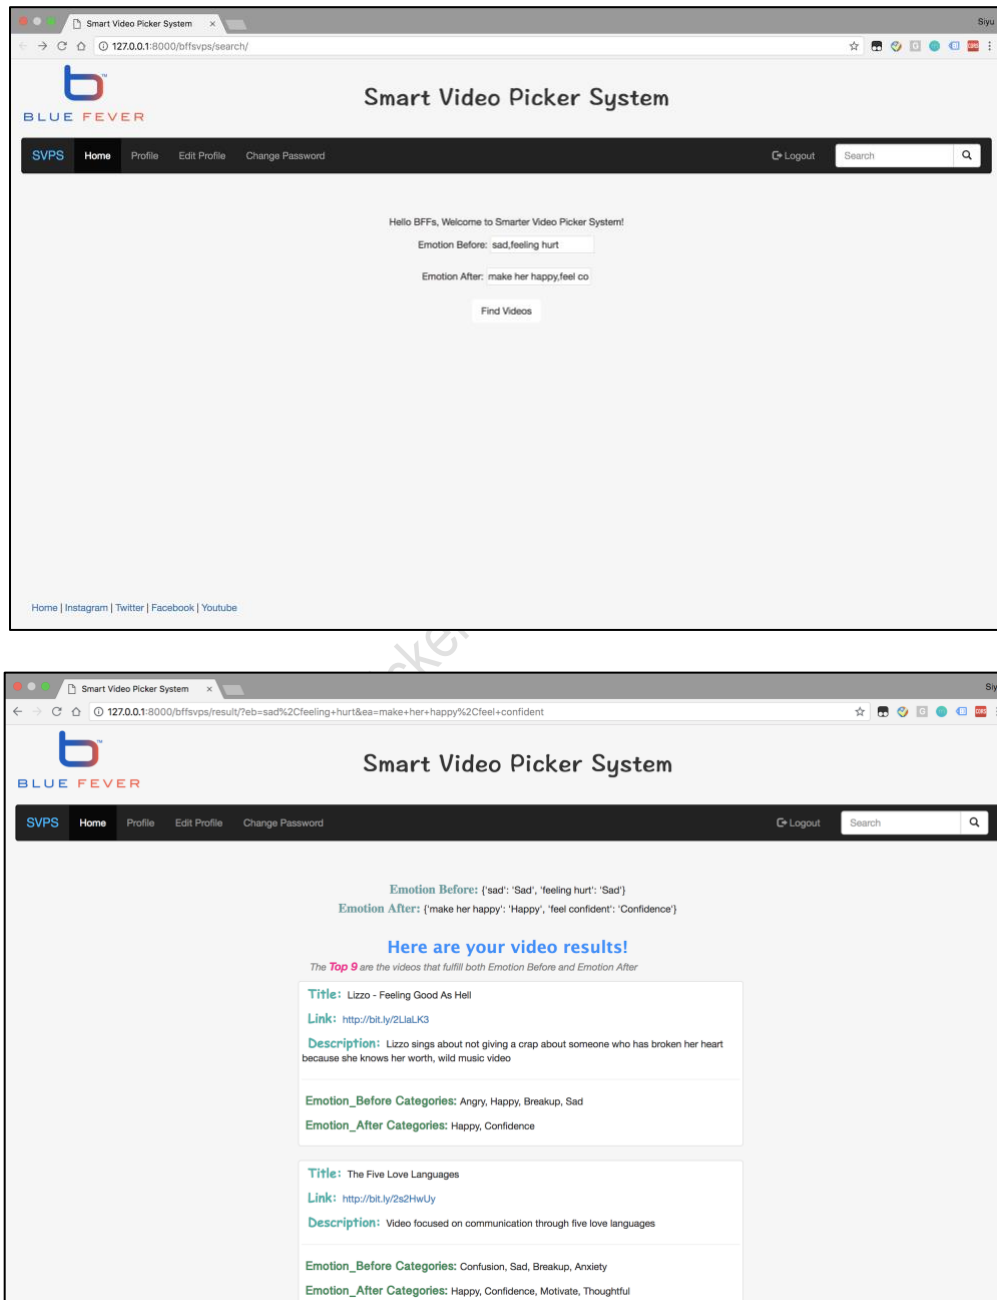 Smart Video Picker System
Siyu
127.0.0.1:8000/bffsvps/search/
BLUE FEVER
Smart Video Picker System
SVPS Home Profile Edit Profile Change Password Logout Search
Hello BFFs, Welcome to Smarter Video Picker System!
Emotion Before: sad,feeling hurt
Emotion After: make her happy,feel co
Find Videos
Home | Instagram | Twitter | Facebook | Youtube
Smart Video Picker System
127.0.0.1:8000/bffsvps/result/?eb=sad%2Cfeeling+hurt&ea=make+her+happy%2Cfeel+confident
BLUE FEVER
Smart Video Picker System
SVPS Home Profile Edit Profile Change Password Logout Search
Emotion Before: {'sad': 'Sad', 'feeling hurt': 'Sad'}
Emotion After: {'make her happy': 'Happy', 'feel confident': 'Confidence'}
Here are your video results!
The Top 9 are the videos that fulfill both Emotion Before and Emotion After
Title: Lizzo - Feeling Good As Hell
Link: http://bit.ly/2LlaLK3
Description: Lizzo sings about not giving a crap about someone who has broken her heart
because she knows her worth, wild music video
Emotion_Before Categories: Angry, Happy, Breakup, Sad
Emotion_After Categories: Happy, Confidence
Title: The Five Love Languages
Link: http://bit.ly/2s2HwUy
Description: Video focused on communication through five love languages
Emotion_Before Categories: Confusion, Sad, Breakup, Anxiety
Emotion_After Categories: Happy, Confidence, Motivate, Thoughtful